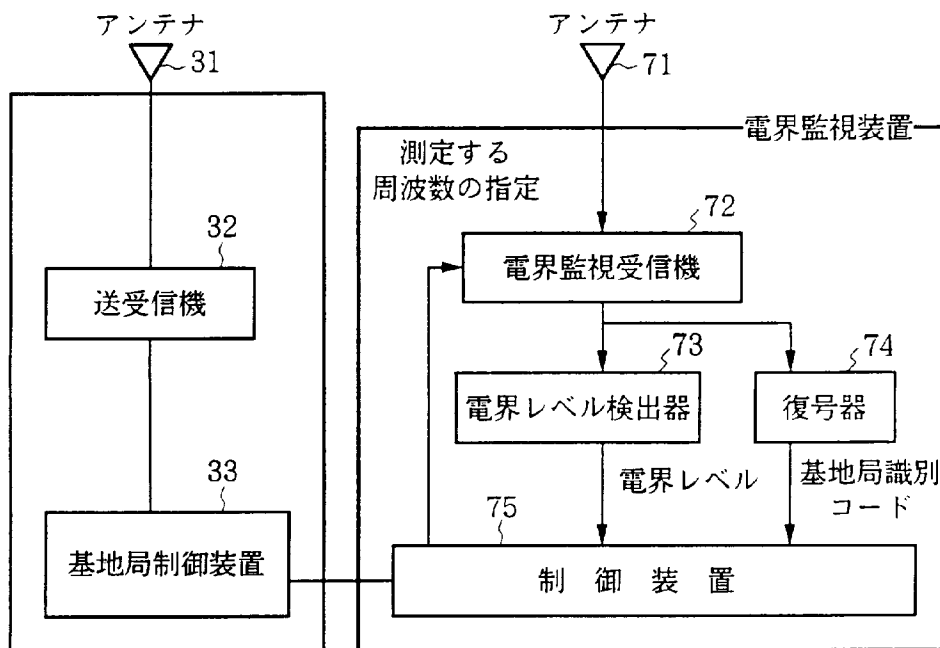 アンテナ
31
アンテナ
71
電界監視装置
測定する
周波数の指定
32
送受信機
72
電界監視受信機
73
電界レベル検出器
74
復号器
電界レベル
基地局識別
コード
33
基地局制御装置
75
制 御 装 置